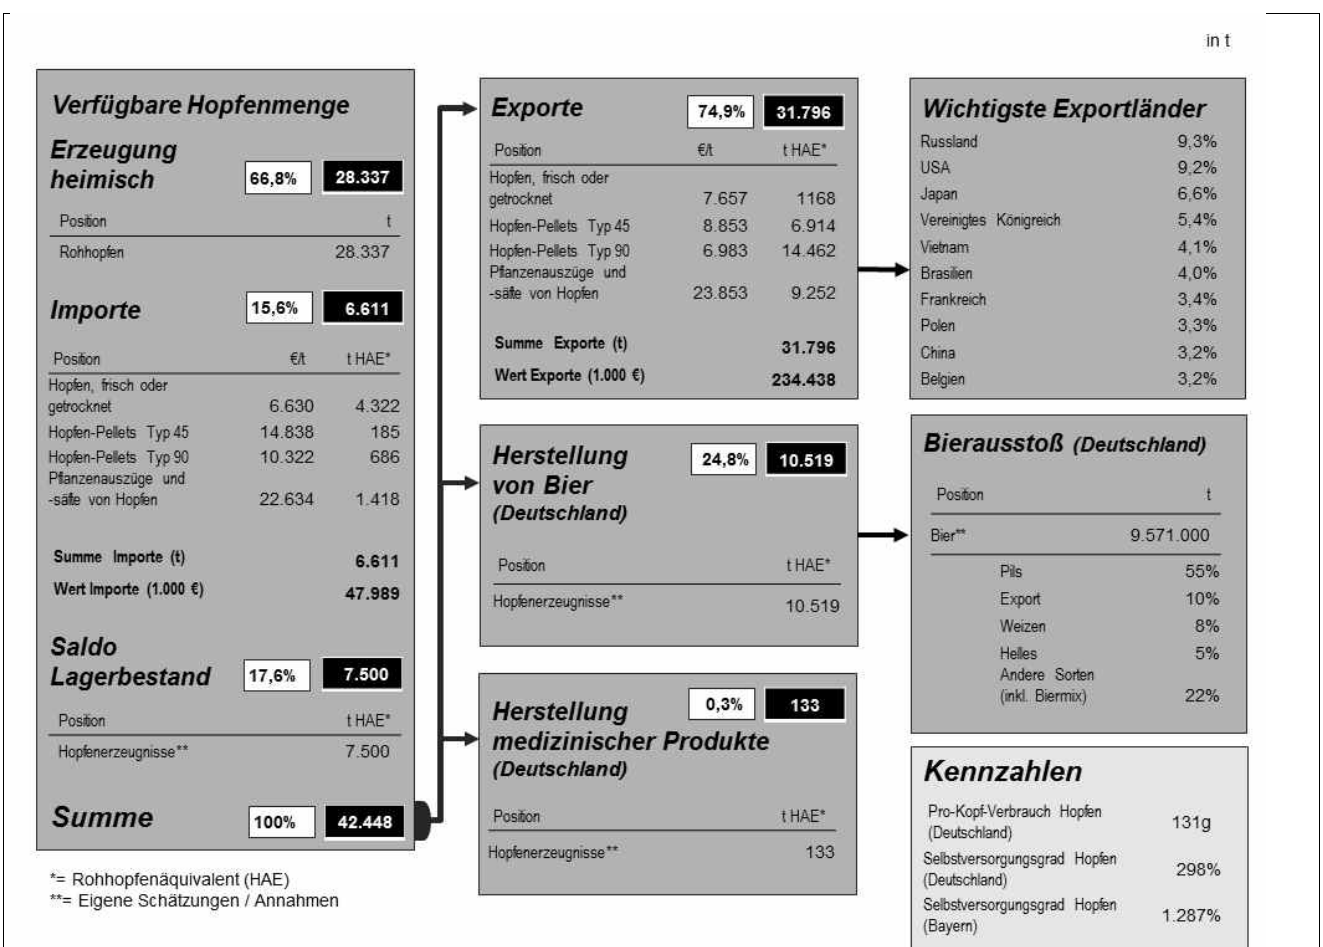 in t
Verfügbare Hopfenmenge
Erzeugung
heimisch 66,8% 28.337
Position t
Rohhopfen 28.337
Importe 15,6% 6.611
Position €/t t HAE*
Hopfen, frisch oder
getrocknet 6.630 4.322
Hopfen-Pellets Typ 45 14.838 185
Hopfen-Pellets Typ 90 10.322 686
Pflanzenauszüge und
-säfte von Hopfen 22.634 1.418
Summe Importe (t) 6.611
Wert Importe (1.000 €) 47.989
Saldo
Lagerbestand 17,6% 7.500
Position t HAE*
Hopfenerzeugnisse** 7.500
Summe 100% 42.448
*= Rohhopfenäquivalent (HAE)
**= Eigene Schätzungen / Annahmen
Exporte 74,9% 31.796
Position €/t t HAE*
Hopfen, frisch oder
getrocknet 7.657 1168
Hopfen-Pellets Typ 45 8.853 6.914
Hopfen-Pellets Typ 90 6.983 14.462
Pflanzenauszüge und
-säfte von Hopfen 23.853 9.252
Summe Exporte (t) 31.796
Wert Exporte (1.000 €) 234.438
Herstellung 24,8% 10.519
von Bier
(Deutschland)
Position t HAE*
Hopfenerzeugnisse** 10.519
Herstellung 0,3% 133
medizinischer Produkte
(Deutschland)
Position t HAE*
Hopfenerzeugnisse** 133
Wichtigste Exportländer
Russland 9,3%
USA 9,2%
Japan 6,6%
Vereinigtes Königreich 5,4%
Vietnam 4,1%
Brasilien 4,0%
Frankreich 3,4%
Polen 3,3%
China 3,2%
Belgien 3,2%
Bierausstoß (Deutschland)
Position t
Bier** 9.571.000
Pils 55%
Export 10%
Weizen 8%
Helles 5%
Andere Sorten
(inkl. Biermix) 22%
Kennzahlen
Pro-Kopf-Verbrauch Hopfen
(Deutschland) 131g
Selbstversorgungsgrad Hopfen
(Deutschland) 298%
Selbstversorgungsgrad Hopfen
(Bayern) 1.287%